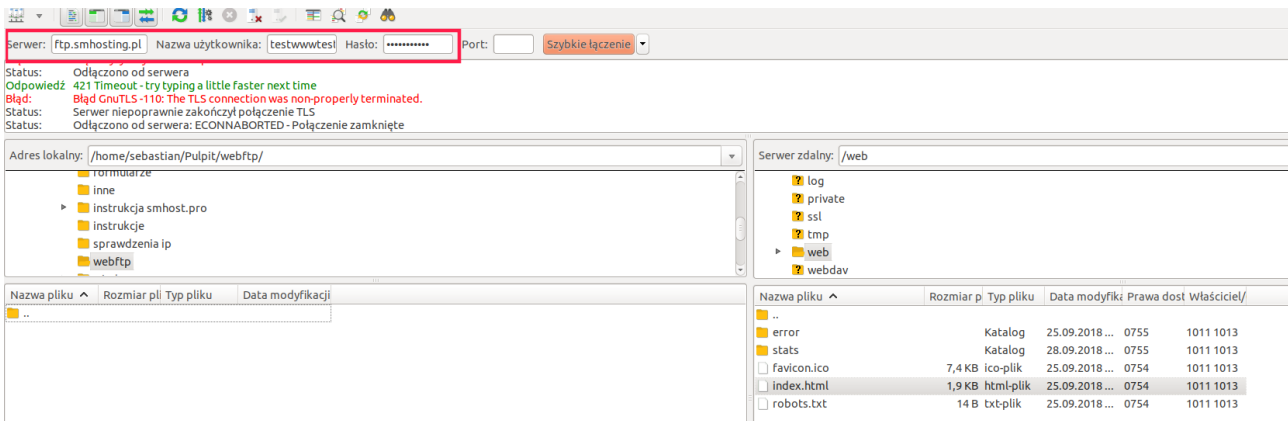 Serwer: ftp.smhosting.pl Nazwa użytkownika: Hasło: ••••••••••• Port: Szybkie łączenie
Status: Odłączono od serwera
Odpowiedź 421 Timeout - try typing a little faster next time
Błąd: Błąd GnuTLS -110: The TLS connection was non-properly terminated.
Status: Serwer niepoprawnie zakończył połączenie TLS
Status: Odłączono od serwera: ECONNABORTED - Połączenie zamknięte
Adres lokalny: /home/sebastian/Pulpit/webftp/
formularze
inne
instrukcja smhost.pro
instrukcje
sprawdzenia ip
webftp
Nazwa pliku Rozmiar pli Typ pliku Data modyfikacji
..
Serwer zdalny: /web
log
private
ssl
tmp
web
webdav
Nazwa pliku Rozmiar p Typ pliku Data modyfika Prawa dost Właściciel/
..
error Katalog 25.09.2018 ... 0755 1011 1013
stats Katalog 28.09.2018 ... 0755 1011 1013
favicon.ico 7,4 KB ico-plik 25.09.2018 ... 0754 1011 1013
index.html 1,9 KB html-plik 25.09.2018 ... 0754 1011 1013
robots.txt 14 B txt-plik 25.09.2018 ... 0754 1011 1013